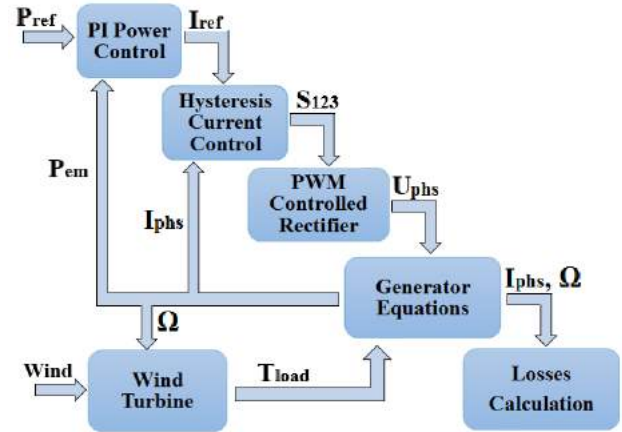 Pref
PI Power
Control
Iref
Hysteresis
Current
Control
S123
Pem
Iphs
PWM
Controlled
Rectifier
Uphs
Generator
Equations
Iphs, Ω
Ω
Wind
Wind
Turbine
Tload
Losses
Calculation